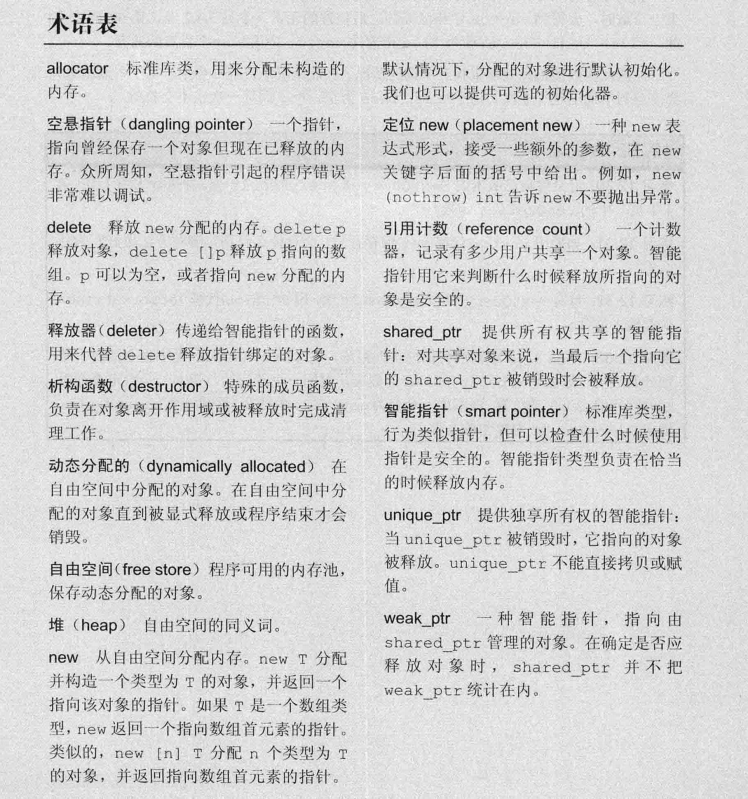 术语表
allocator 标准库类，用来分配未构造的
内存。
空悬指针（dangling pointer） 一个指针，
指向曾经保存一个对象但现在已释放的内
存。众所周知，空悬指针引起的程序错误
非常难以调试。
delete 释放 new 分配的内存。delete p
释放对象，delete []p 释放 p 指向的数
组。p 可以为空，或者指向 new 分配的内
存。
释放器（deleter） 传递给智能指针的函数，
用来代替 delete 释放指针绑定的对象。
析构函数（destructor） 特殊的成员函数，
负责在对象离开作用域或被释放时完成清
理工作。
动态分配的（dynamically allocated） 在
自由空间中分配的对象。在自由空间中分
配的对象直到被显式释放或程序结束才会
销毁。
自由空间（free store） 程序可用的内存池，
保存动态分配的对象。
堆（heap） 自由空间的同义词。
new 从自由空间分配内存。new T 分配
并构造一个类型为 T 的对象，并返回一个
指向该对象的指针。如果 T 是一个数组类
型，new 返回一个指向数组首元素的指针。
类似的，new [n] T 分配 n 个类型为 T
的对象，并返回指向数组首元素的指针。
默认情况下，分配的对象进行默认初始化。
我们也可以提供可选的初始化器。
定位 new（placement new） 一种 new 表
达式形式，接受一些额外的参数，在 new
关键字后面的括号中给出。例如，new
(nothrow) int 告诉 new 不要抛出异常。
引用计数（reference count） 一个计数
器，记录有多少用户共享一个对象。智能
指针用它来判断什么时候释放所指向的对
象是安全的。
shared_ptr 提供所有权共享的智能指
针：对共享对象来说，当最后一个指向它
的 shared_ptr 被销毁时会被释放。
智能指针（smart pointer） 标准库类型，
行为类似指针，但可以检查什么时候使用
指针是安全的。智能指针类型负责在恰当
的时候释放内存。
unique_ptr 提供独享所有权的智能指针：
当 unique_ptr 被销毁时，它指向的对象
被释放。unique_ptr 不能直接拷贝或赋
值。
weak_ptr 一种智能指针，指向由
shared_ptr 管理的对象。在确定是否应
释放对象时，shared_ptr 并不把
weak_ptr 统计在内。